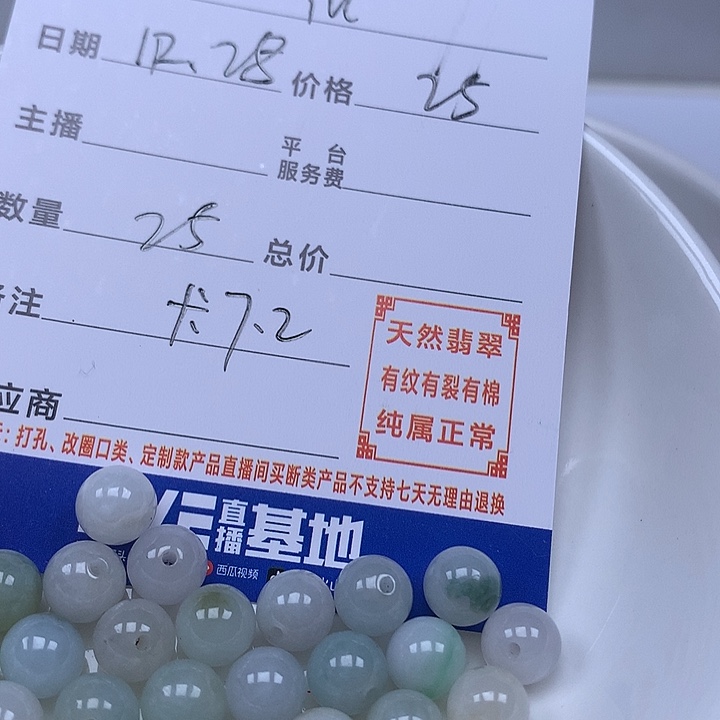 日期 12.28 价格 25
主播 平台服务费
数量 25 总价
注 卡7.2
天然翡翠
有纹有裂有棉
纯属正常
应商
：打孔、改圈口类、定制款产品直播间买断类产品不支持七天无理由退换
直播基地
西瓜视频